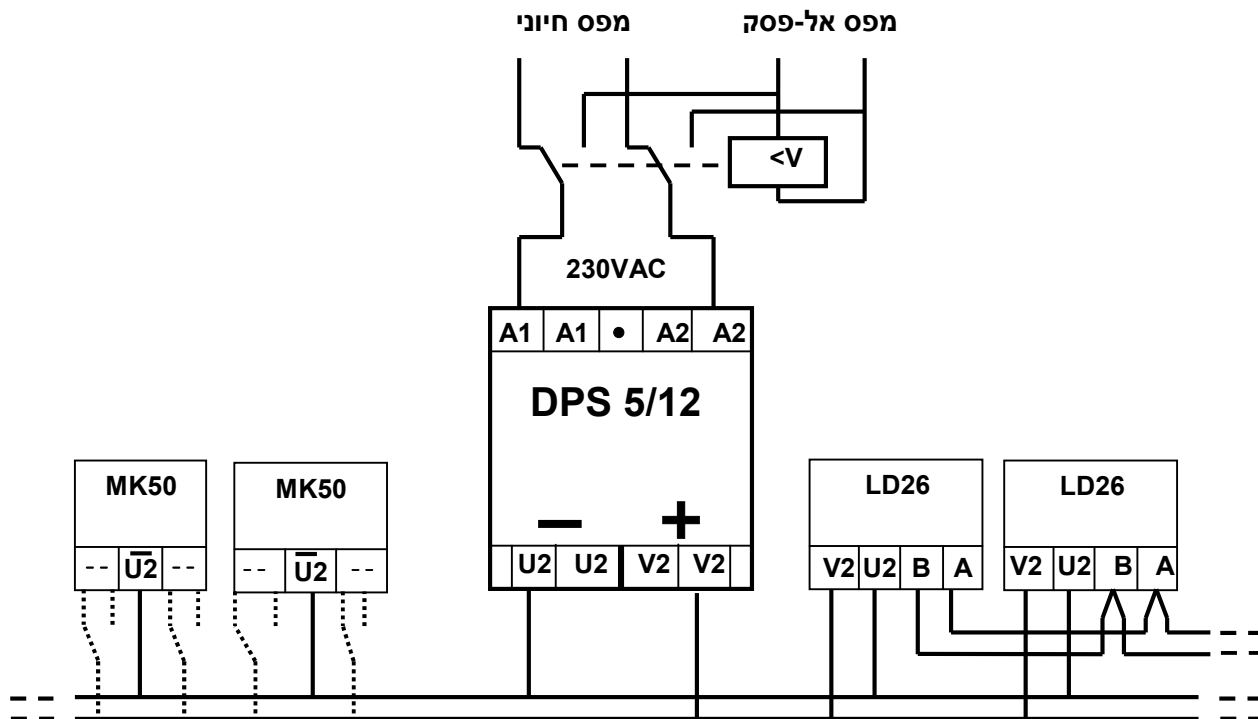 מפס חיוני
מפס אל-פסק
<V
230VAC
A1 A1 • A2 A2
DPS 5/12
− +
U2 U2 V2 V2
MK50
-- U2 --
MK50
-- U2 --
LD26
V2 U2 B A
LD26
V2 U2 B A